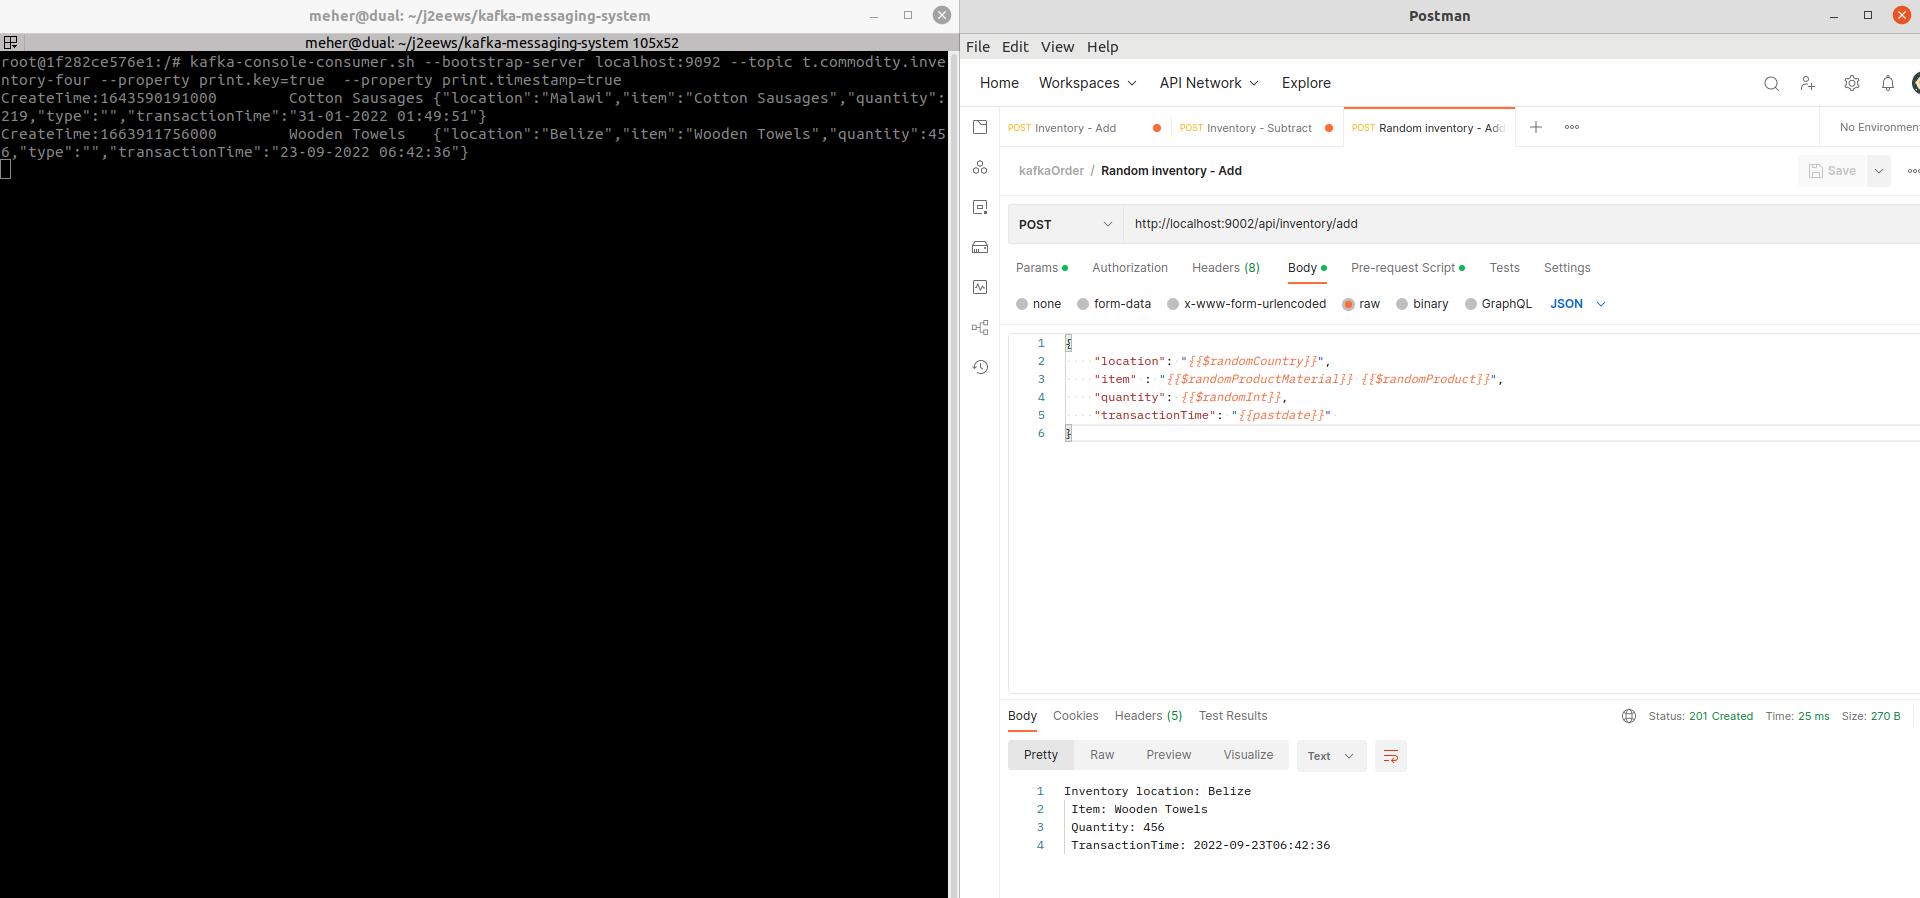 meher@dual: ~/j2eews/kafka-messaging-system
meher@dual: ~/j2eews/kafka-messaging-system 105x52
root@1f282ce576e1:/# kafka-console-consumer.sh --bootstrap-server localhost:9092 --topic t.commodity.inve
ntory-four --property print.key=true  --property print.timestamp=true
CreateTime:1643590191000        Cotton Sausages {"location":"Malawi","item":"Cotton Sausages","quantity":
219,"type":"","transactionTime":"31-01-2022 01:49:51"}
CreateTime:1663911756000        Wooden Towels   {"location":"Belize","item":"Wooden Towels","quantity":45
6,"type":"","transactionTime":"23-09-2022 06:42:36"}
Postman
File Edit View Help
Home Workspaces API Network Explore
POST Inventory - Add POST Inventory - Subtract POST Random inventory - Add No Environmen
kafkaOrder / Random inventory - Add Save
POST http://localhost:9002/api/inventory/add
Params Authorization Headers (8) Body Pre-request Script Tests Settings
none form-data x-www-form-urlencoded raw binary GraphQL JSON
1 {
2 "location": "{{$randomCountry}}",
3 "item" : "{{$randomProductMaterial}} {{$randomProduct}}",
4 "quantity": {{$randomInt}},
5 "transactionTime": "{{pastdate}}"
6 }
Body Cookies Headers (5) Test Results Status: 201 Created Time: 25 ms Size: 270 B
Pretty Raw Preview Visualize Text
1 Inventory location: Belize
2 Item: Wooden Towels
3 Quantity: 456
4 TransactionTime: 2022-09-23T06:42:36